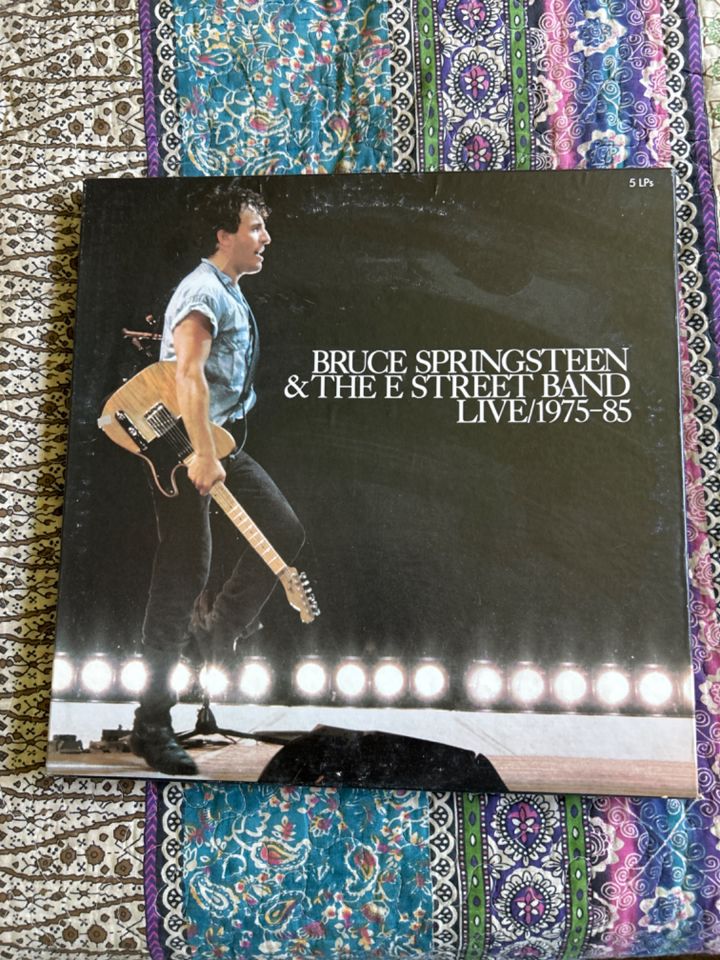 5 LPs
BRUCE SPRINGSTEEN
& THE E STREET BAND
LIVE/1975–85